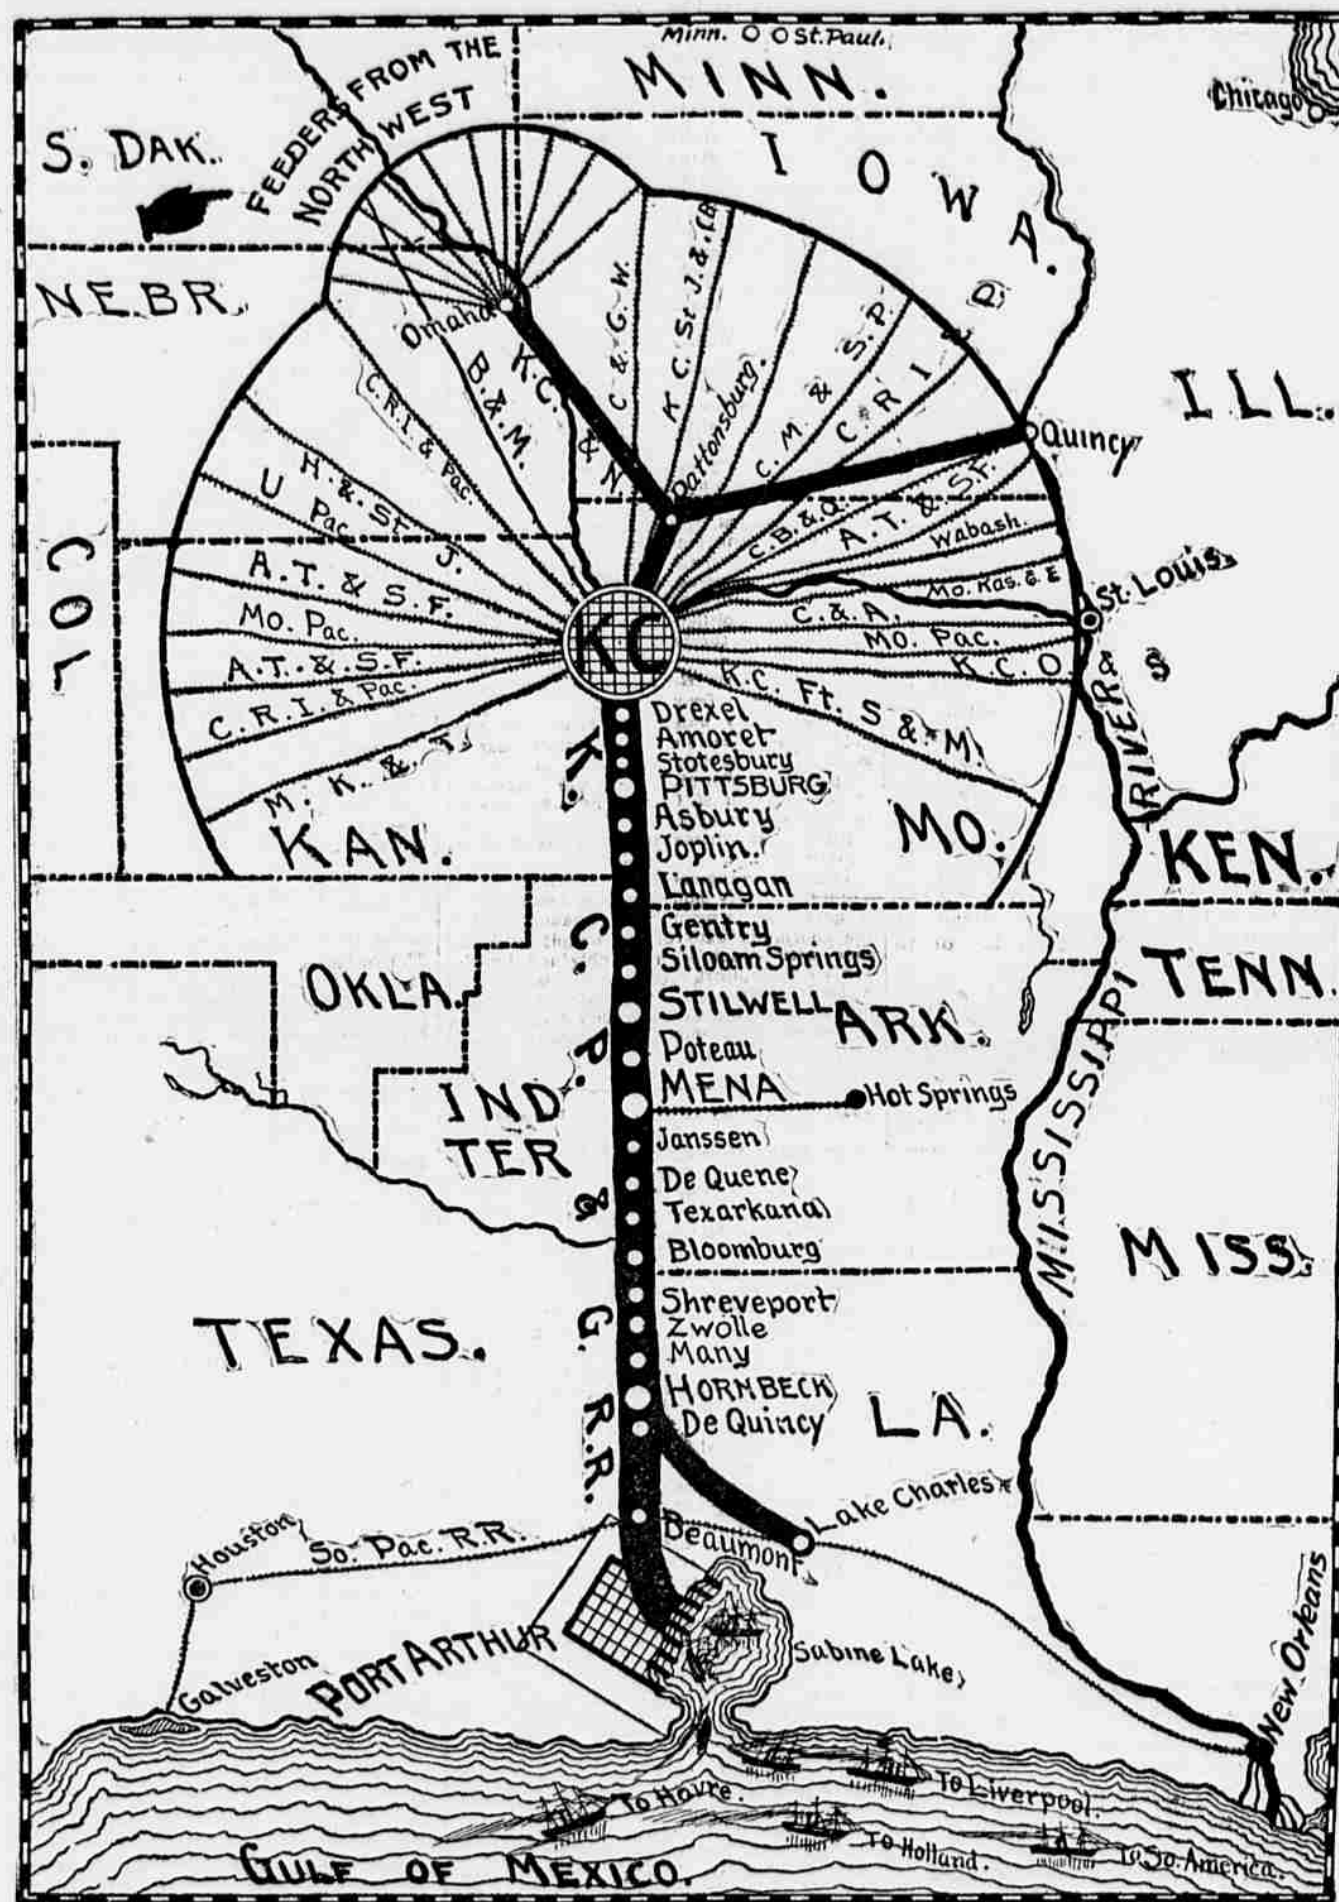 Minn. St. Paul.
MINN.
Chicago
FEEDERS FROM THE
NORTH WEST
S. DAK.
IOWA.
NEBR.
Omaha
K.C. & N
C. R. I. & Pac.
B. & M.
C & G. W.
K C. St J. & C B
Pattonsburg.
C. M & S. P.
C. R I & P
ILL.
Quincy
C. B. & Q.
A. T. & S. F.
Wabash.
Mo. Kas. & E
St. Louis
H. & St. J.
U Pac.
A. T. & S. F.
Mo. Pac.
A. T. & S. F.
C. R. I. & Pac.
M. K. & T.
COL
KC
C. & A.
Mo. Pac.
K. C. O
K.C. Ft. S & M
S
RIVER
Drexel
Amoret
Stotesbury
PITTSBURG
Asbury
Joplin.
Lanagan
KAN.
MO.
KEN.
K. C. P. & G. R.R.
Gentry
Siloam Springs
STILWELL
Poteau
MENA
Hot Springs
Janssen
De Quene
Texarkana
Bloomburg
OKLA.
ARK.
TENN.
IND
TER
MISSISSIAPI
MISS.
TEXAS.
Shreveport
Zwolle
Many
HORNBECK
De Quincy
LA.
Lake Charles
Beaumont
Houston
So. Pac. R.R.
Galveston
PORT ARTHUR
Sabine Lake
New Orleans
To Havre.
To Liverpool.
To Holland.
To So. America.
GULF OF MEXICO.